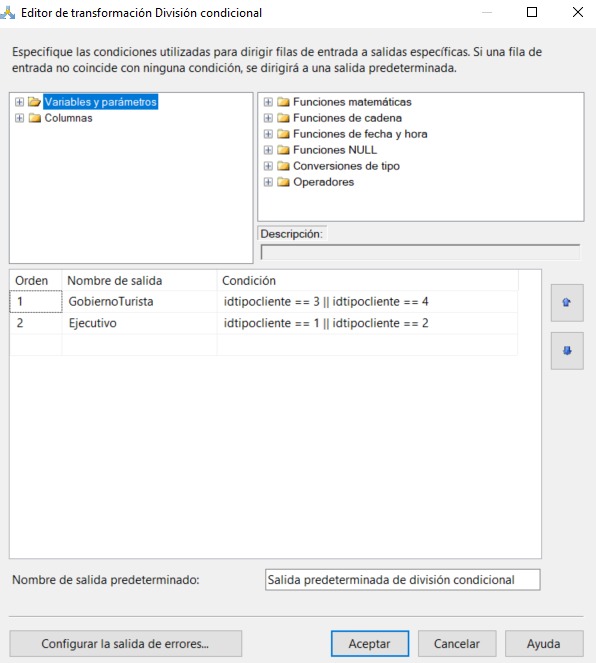 Editor de transformación División condicional
Especifique las condiciones utilizadas para dirigir filas de entrada a salidas específicas. Si una fila de
entrada no coincide con ninguna condición, se dirigirá a una salida predeterminada.
Variables y parámetros
Columnas
Funciones matemáticas
Funciones de cadena
Funciones de fecha y hora
Funciones NULL
Conversiones de tipo
Operadores
Descripción:
Orden Nombre de salida Condición
1 GobiernoTurista idtipocliente == 3 || idtipocliente == 4
2 Ejecutivo idtipocliente == 1 || idtipocliente == 2
Nombre de salida predeterminado: Salida predeterminada de división condicional
Configurar la salida de errores... Aceptar Cancelar Ayuda